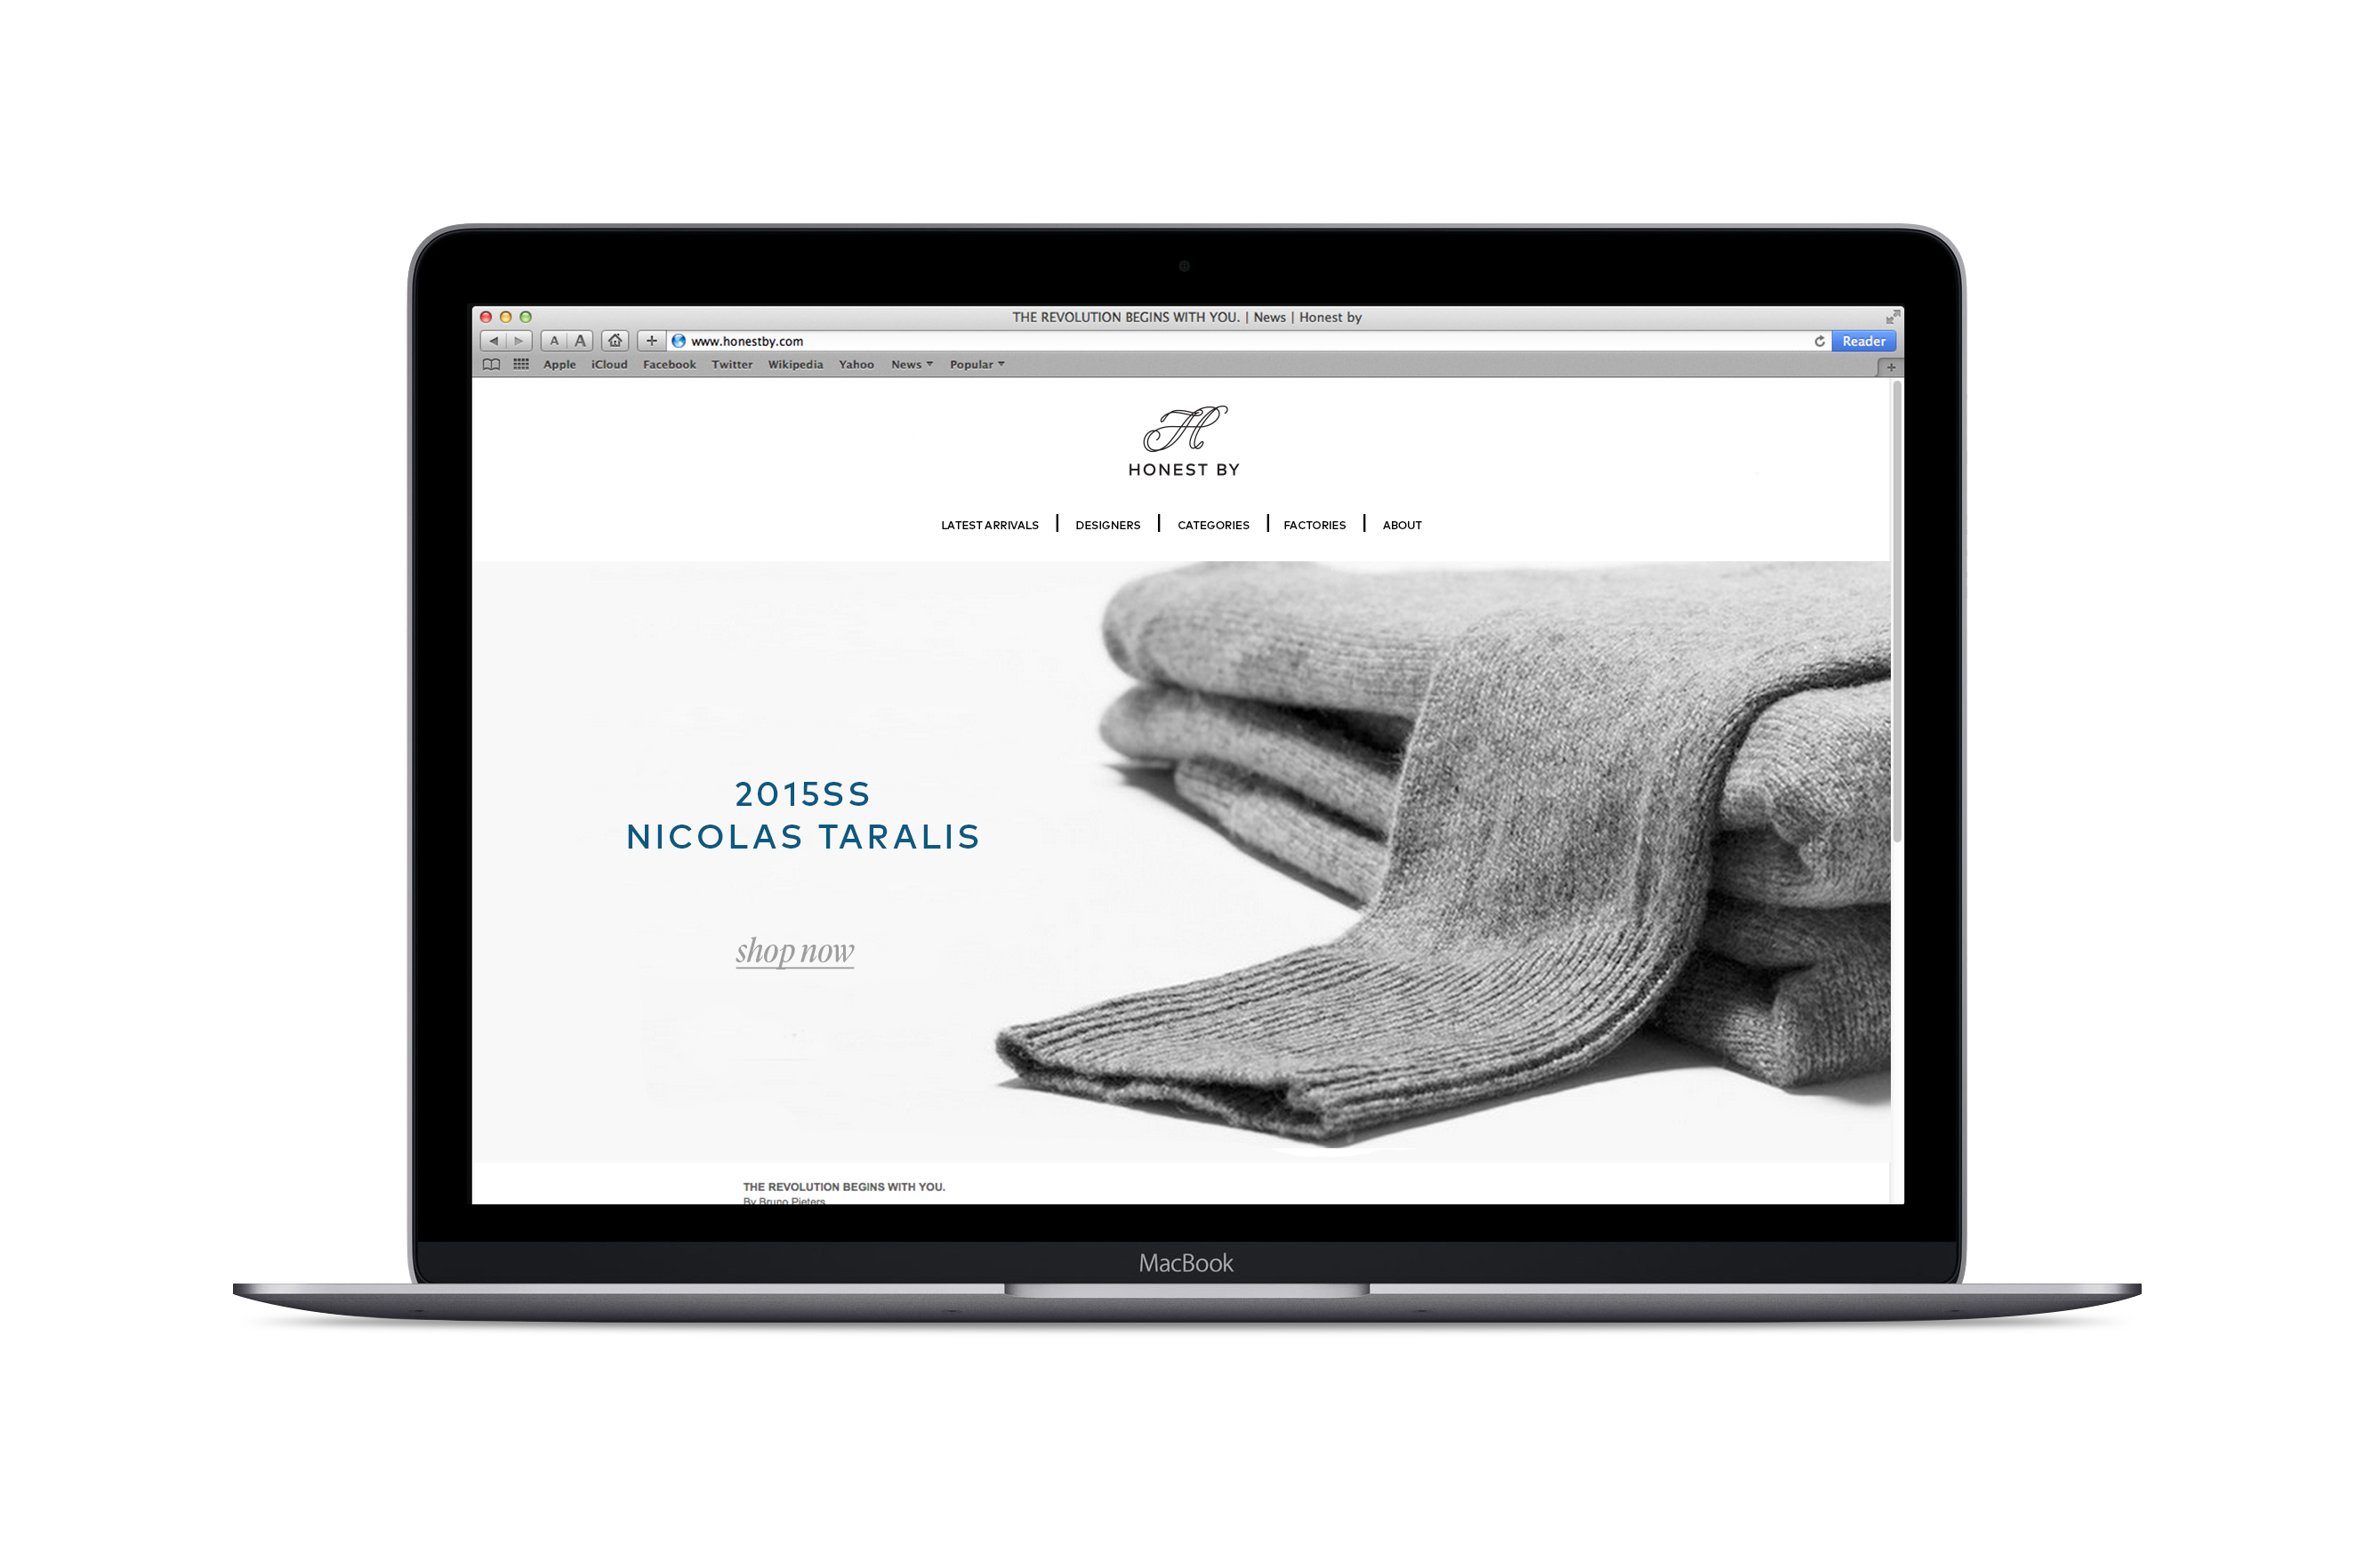 THE REVOLUTION BEGINS WITH YOU. | News | Honest by
A A + www.honestby.com Reader
Apple iCloud Facebook Twitter Wikipedia Yahoo News Popular +
H
HONEST BY
LATEST ARRIVALS | DESIGNERS | CATEGORIES | FACTORIES | ABOUT
2015SS
NICOLAS TARALIS
shop now
THE REVOLUTION BEGINS WITH YOU.
By Bruno Pieters
MacBook